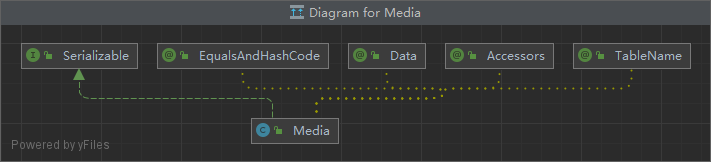 Diagram for Media
I Serializable
@ EqualsAndHashCode
@ Data
@ Accessors
@ TableName
C Media
Powered by yFiles